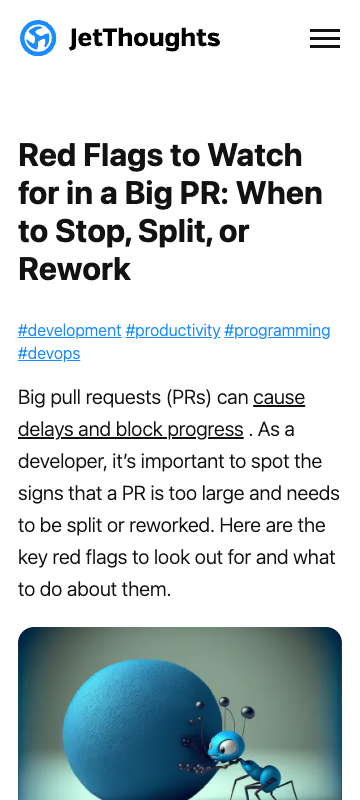 JetThoughts
Red Flags to Watch
for in a Big PR: When
to Stop, Split, or
Rework
#development #productivity #programming
#devops
Big pull requests (PRs) can cause
delays and block progress . As a
developer, it’s important to spot the
signs that a PR is too large and needs
to be split or reworked. Here are the
key red flags to look out for and what
to do about them.